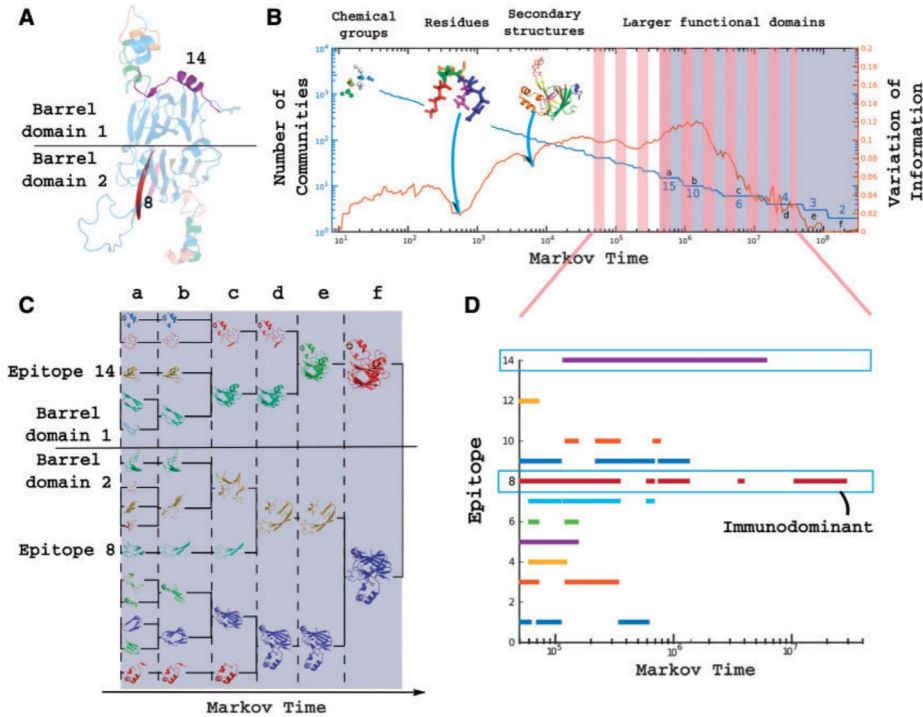 A
14
Barrel
domain 1
Barrel
domain 2
8
B
Chemical
groups
Residues
Secondary
structures
Larger functional domains
Number of
Communities
10^4
10^3
10^2
10^1
10^0
a
15
b
10
c
6
4
d
3
e
2
f
0.2
0.18
0.16
0.14
0.12
0.1
0.08
0.06
0.04
0.02
0
Variation of
Information
10^1
10^2
10^3
10^4
10^5
10^6
10^7
10^8
Markov Time
C
a b c d e f
Epitope 14
Barrel
domain 1
Barrel
domain 2
Epitope 8
Markov Time
D
Epitope
14
12
10
8
6
4
2
0
Immunodominant
10^5
10^6
10^7
Markov Time